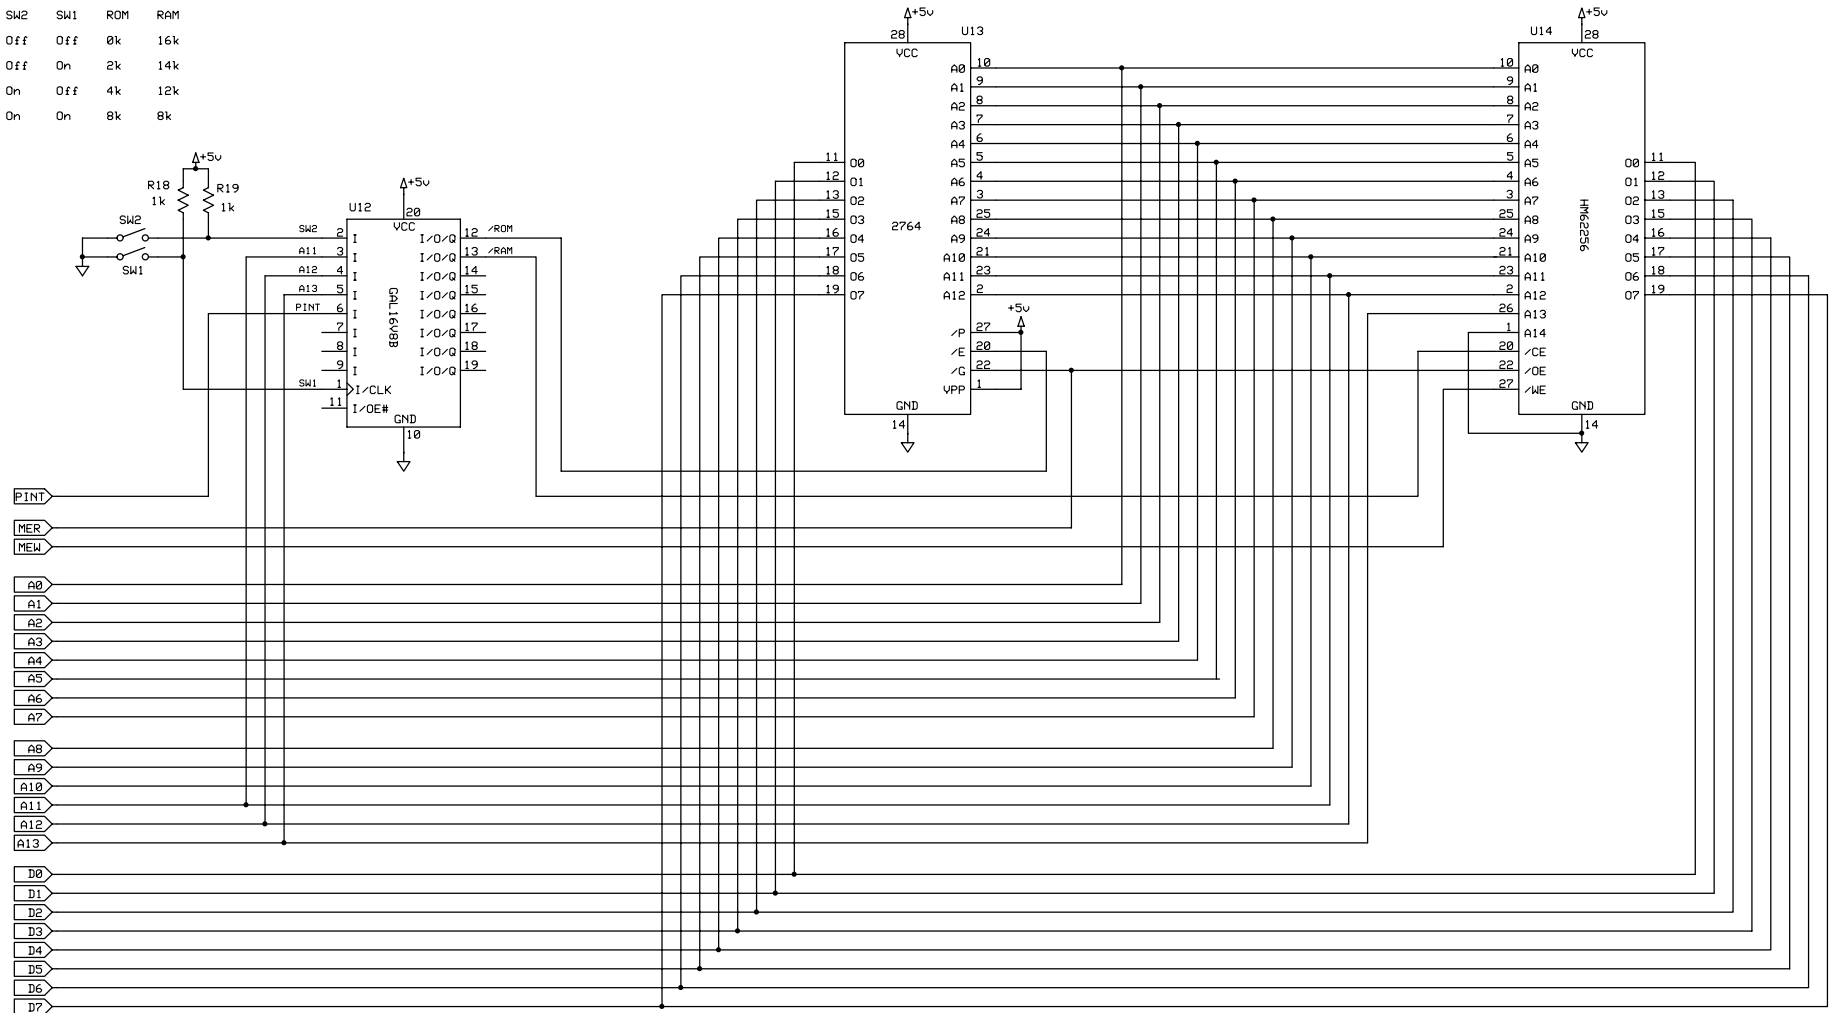 SW2 SW1 ROM RAM
Off Off 0k 16k
Off On 2k 14k
On Off 4k 12k
On On 8k 8k
+5v
R18 1k
R19 1k
SW2
SW1
U12
+5v
20
VCC
SW2 2 I
A11 3 I
A12 4 I
A13 5 I
PINT 6 I
7 I
8 I
9 I
SW1 1 I/CLK
11 I/OE#
GAL16V8B
I/O/Q 12 /ROM
I/O/Q 13 /RAM
I/O/Q 14
I/O/Q 15
I/O/Q 16
I/O/Q 17
I/O/Q 18
I/O/Q 19
GND
10
+5v
28
U13
VCC
11 O0
12 O1
13 O2
15 O3
16 O4
17 O5
18 O6
19 O7
2764
A0 10
A1 9
A2 8
A3 7
A4 6
A5 5
A6 4
A7 3
A8 25
A9 24
A10 21
A11 23
A12 2
+5v
/P 27
/E 20
/G 22
VPP 1
GND
14
+5v
U14
28
VCC
10 A0
9 A1
8 A2
7 A3
6 A4
5 A5
4 A6
3 A7
25 A8
24 A9
21 A10
23 A11
2 A12
26 A13
1 A14
20 /CE
22 /OE
27 /WE
HM62256
O0 11
O1 12
O2 13
O3 15
O4 16
O5 17
O6 18
O7 19
GND
14
PINT
MER
MEW
A0
A1
A2
A3
A4
A5
A6
A7
A8
A9
A10
A11
A12
A13
D0
D1
D2
D3
D4
D5
D6
D7